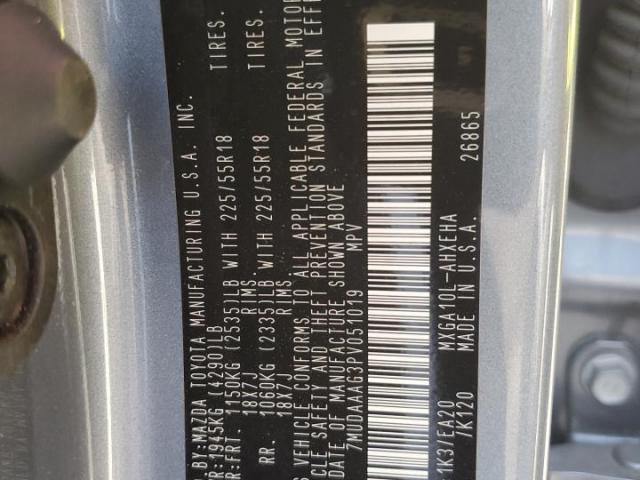 . BY:MAZDA TOYOTA MANUFACTURING U.S.A. INC.
R:1945KG (4290)LB
R:FRT. 1150KG (2535)LB WITH 225/55R18 TIRES.
18X7J RIMS
RR. 1060KG (2335)LB WITH 225/55R18 TIRES.
18X7J RIMS
S VEHICLE CONFORMS TO ALL APPLICABLE FEDERAL MOTOR
CLE SAFETY AND THEFT PREVENTION STANDARDS IN EFFE
DATE OF MANUFACTURE SHOWN ABOVE.
7MUDAAAG3PV051019 MPV
:1K3/EA20 MXGA10L-AHXEHA 26865
/K120 U.S.A.
MADE IN